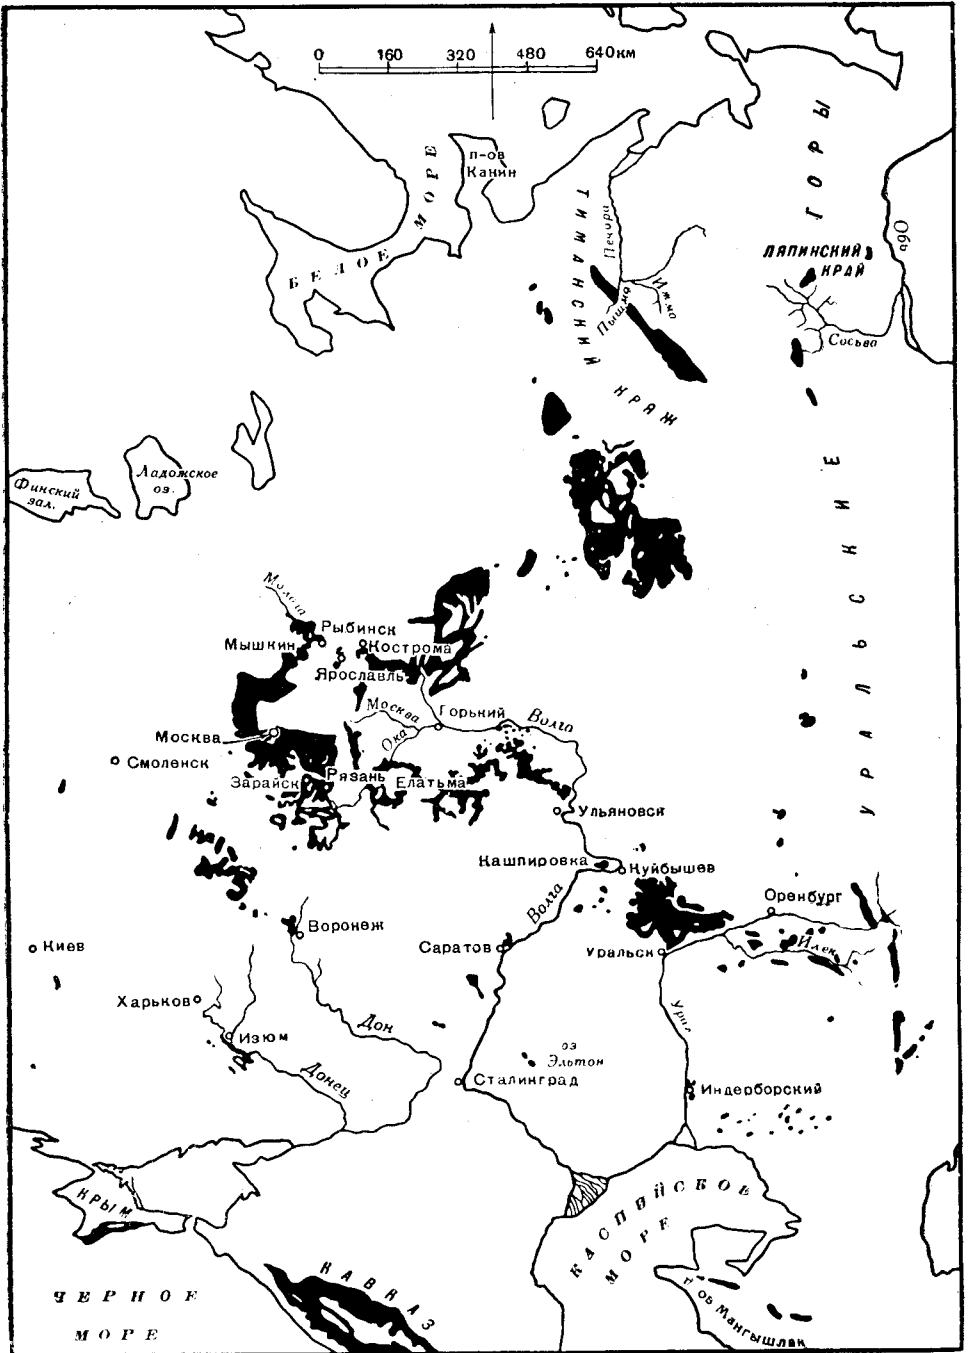 0 160 320 480 640 км
п-ов
Канин
БЕЛОЕ МОРЕ
ТИМАНСКИЙ КРЯЖ
Печора
Ижма
Пышма
УРАЛЬСКИЕ ГОРЫ
Обь
ЛЯПИНСКИЙ
КРАЙ
Сосьва
Финский
зал.
Ладожское
оз.
Молога
Рыбинск
Мышкин
Кострома
Ярославль
Москва
Горький
Волга
Ока
Москва
Смоленск
Зарайск
Рязань
Елатьма
Ульяновск
Кашпировка
Куйбышев
Волга
Оренбург
Воронеж
Киев
Саратов
Уральск
Илек
Харьков
Дон
Урал
Изюм
оз
Эльтон
Донец
Сталинград
Индерборский
КРЫМ
КАСПИЙСКОЕ
МОРЕ
КАВКАЗ
ЧЕРНОЕ
МОРЕ
п-ов Мангышлак